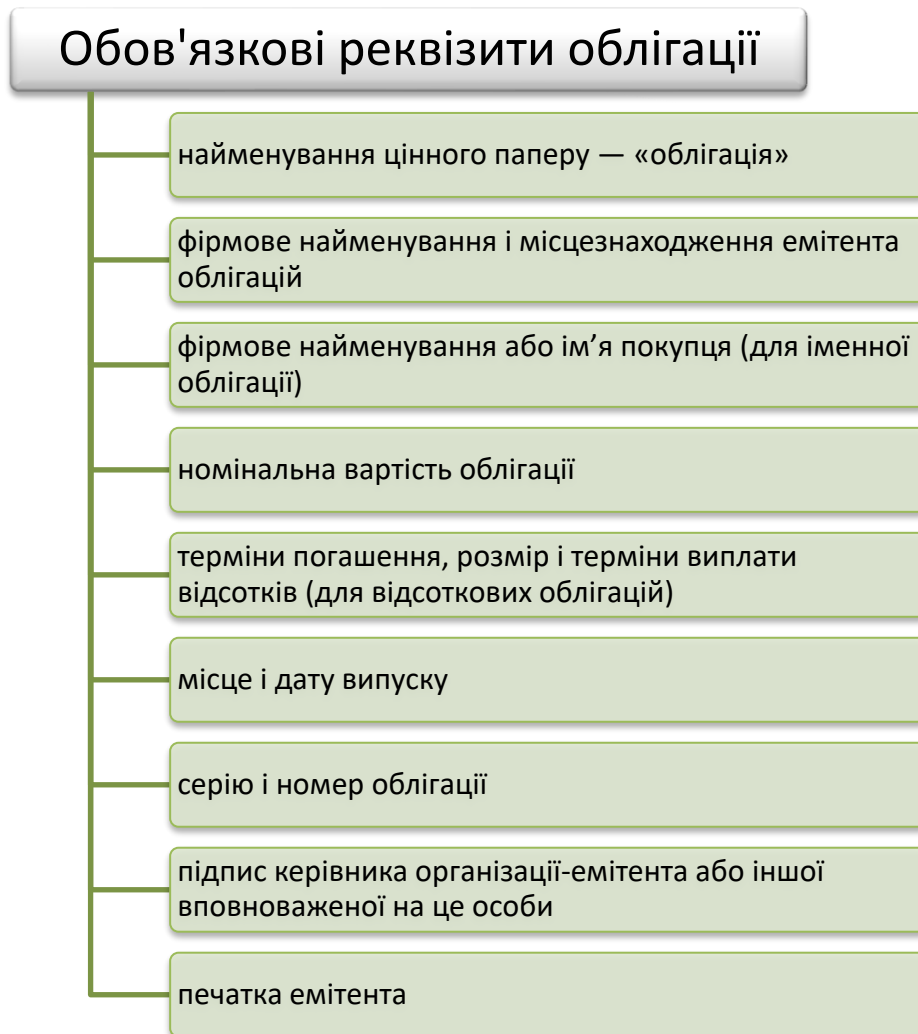 Обов'язкові реквізити облігації
найменування цінного паперу — «облігація»
фірмове найменування і місцезнаходження емітента
облігацій
фірмове найменування або ім’я покупця (для іменної
облігації)
номінальна вартість облігації
терміни погашення, розмір і терміни виплати
відсотків (для відсоткових облігацій)
місце і дату випуску
серію і номер облігації
підпис керівника організації-емітента або іншої
вповноваженої на це особи
печатка емітента